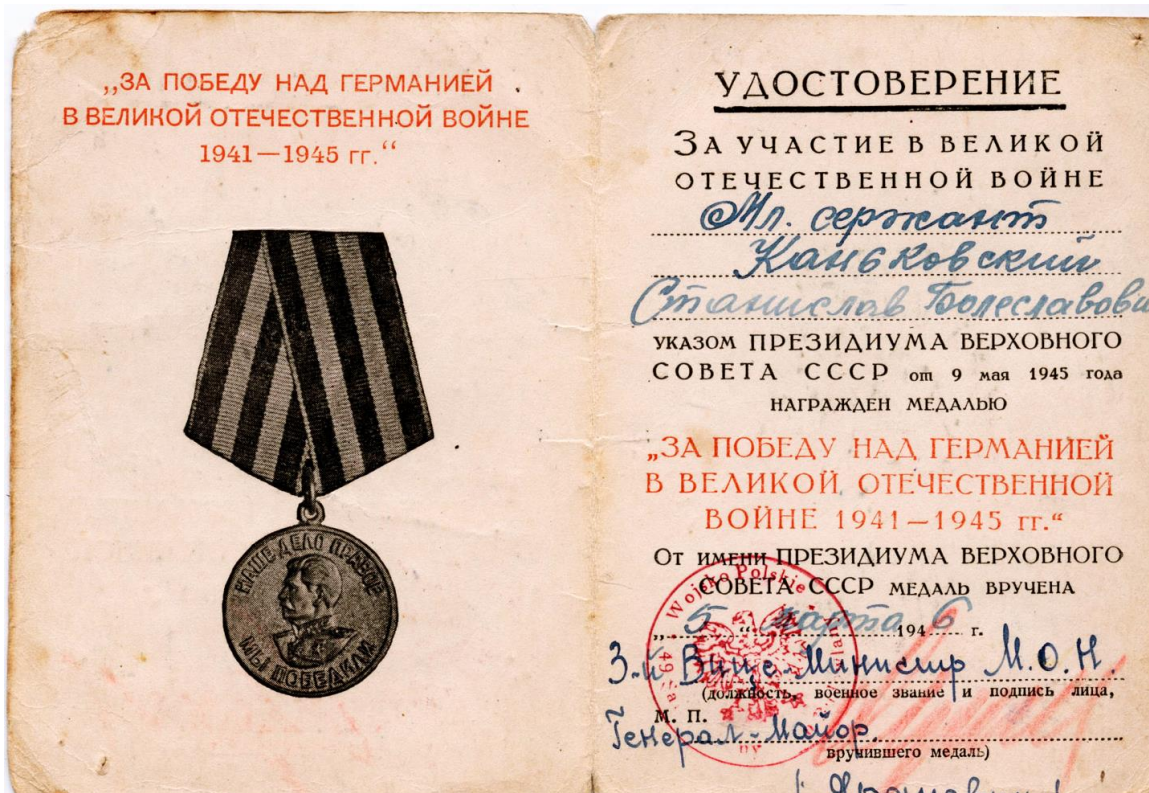 „ЗА ПОБЕДУ НАД ГЕРМАНИЕЙ
В ВЕЛИКОЙ ОТЕЧЕСТВЕННОЙ ВОЙНЕ
1941—1945 гг.“
НАШЕ ДЕЛО ПРАВОЕ
МЫ ПОБЕДИЛИ
УДОСТОВЕРЕНИЕ
ЗА УЧАСТИЕ В ВЕЛИКОЙ
ОТЕЧЕСТВЕННОЙ ВОЙНЕ
Мл. сержант
Каньковский
Станислав Болеславови
УКАЗОМ ПРЕЗИДИУМА ВЕРХОВНОГО
СОВЕТА СССР от 9 мая 1945 года
НАГРАЖДЕН МЕДАЛЬЮ
„ЗА ПОБЕДУ НАД ГЕРМАНИЕЙ
В ВЕЛИКОЙ ОТЕЧЕСТВЕННОЙ
ВОЙНЕ 1941—1945 гг.“
ОТ ИМЕНИ ПРЕЗИДИУМА ВЕРХОВНОГО
СОВЕТА СССР МЕДАЛЬ ВРУЧЕНА
„5“ марта 1946 г.
3-й Вице-Министр М.О.Н.
(должность, военное звание и подпись лица,
М. П.
Генерал-Майор.
вручившего медаль)
Wojsko Polskie